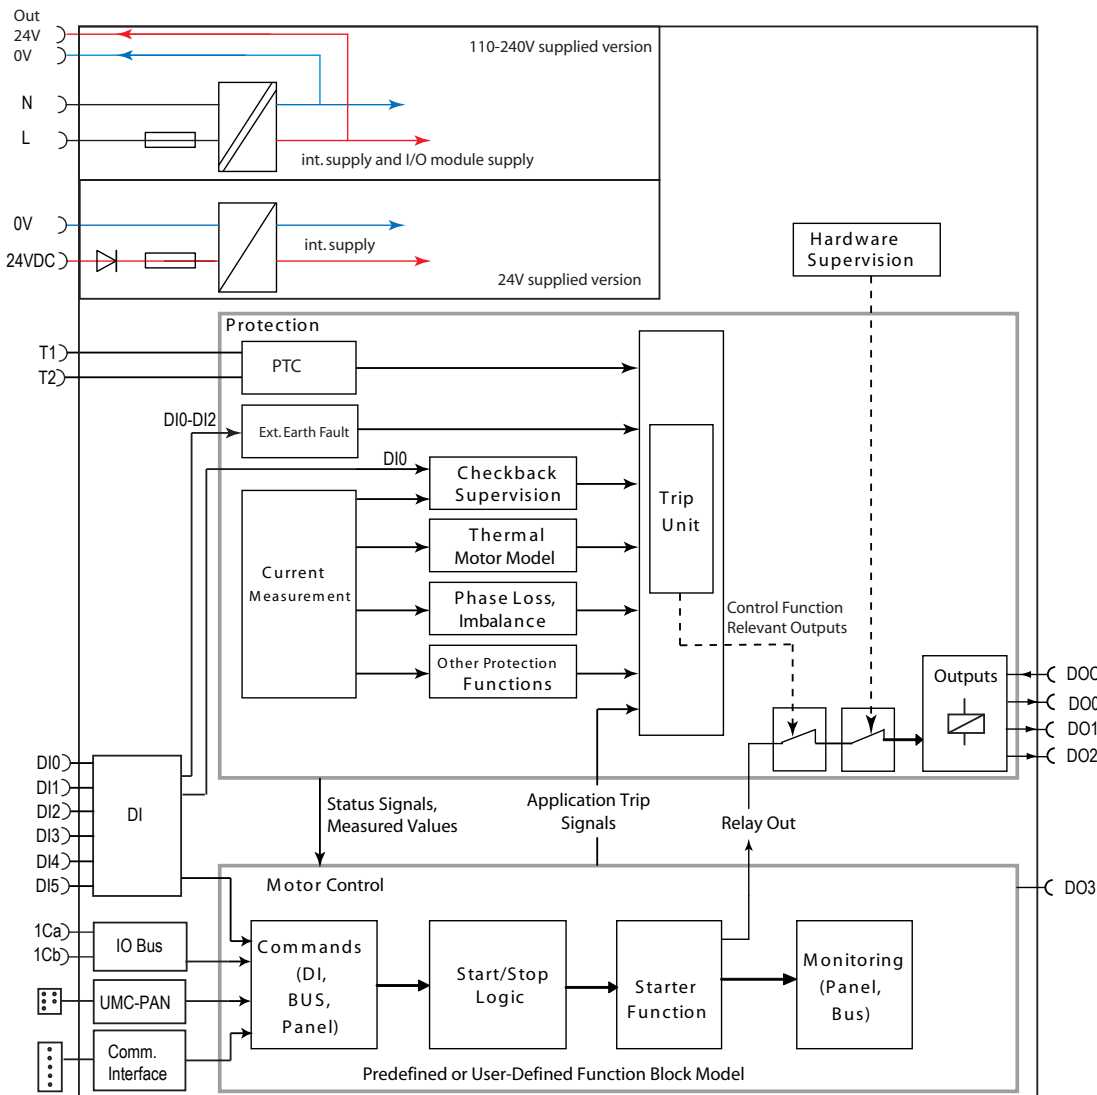 Out
24V
0V
110-240V supplied version
N
L
int. supply and I/O module supply
0V
24VDC
int. supply
24V supplied version
Hardware
Supervision
Protection
T1
T2
PTC
DI0-DI2
Ext. Earth Fault
DI0
Checkback
Supervision
Trip
Unit
Thermal
Motor Model
Current
Measurement
Phase Loss,
Imbalance
Control Function
Relevant Outputs
Other Protection
Functions
Outputs
DOC
DO0
DO1
DO2
DI0
DI1
DI2
DI3
DI4
DI5
DI
Status Signals,
Measured Values
Application Trip
Signals
Relay Out
Motor Control
DO3
1Ca
1Cb
IO Bus
UMC-PAN
Comm.
Interface
Commands
(DI,
BUS,
Panel)
Start/Stop
Logic
Starter
Function
Monitoring
(Panel,
Bus)
Predefined or User-Defined Function Block Model